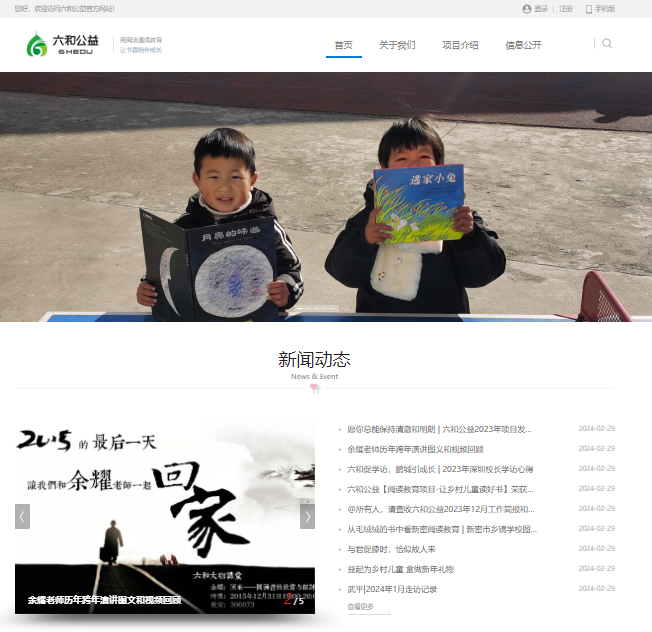 您好，欢迎访问六和公益官方网站!
登录 注册 手机版
六和公益
GHEDU
用阅读灌溉教育
让书香陪伴成长
首页 关于我们 项目介绍 信息公开
逃家小兔
月亮的味道
新闻动态
News & Event
2015的最后一天
让我們和余耀老師一起
回家
六和大咖课堂
余耀老师历年跨年演讲图文和视频回顾
2/5
愿你总能保持清澈和明朗 | 六和公益2023年项目发... 2024-02-29
余耀老师历年跨年演讲图文和视频回顾 2024-02-29
六和促学访，鹏城引成长 | 2023年深圳校长学访心得 2024-02-29
六和公益【阅读教育项目-让乡村儿童读好书】荣获... 2024-02-29
@所有人，请查收六和公益2023年12月工作简报和... 2024-02-29
从毛绒绒的书中看新密阅读教育 | 新密市乡镇学校图... 2024-02-29
与君促膝时，恰似故人来 2024-02-29
益起为乡村儿童 盒做新年礼物 2024-02-29
武平|2024年1月走访记录 2024-02-29
查看更多